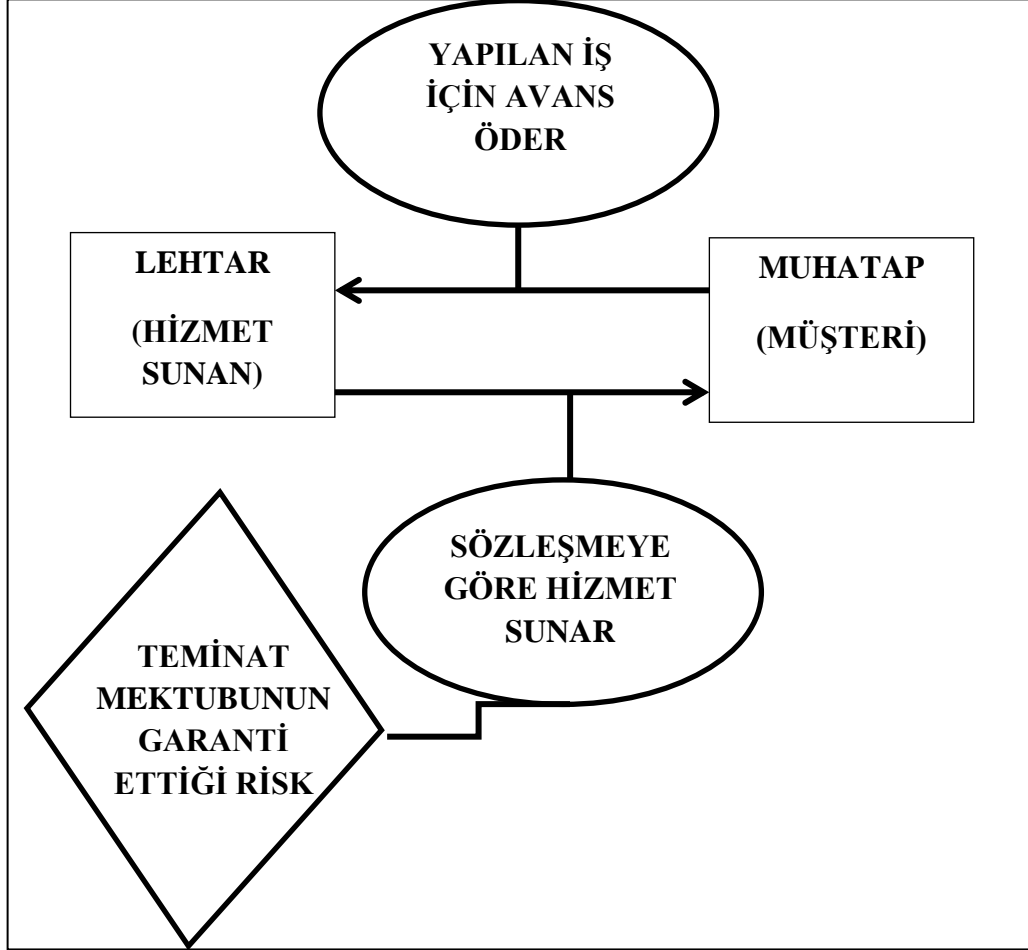 YAPILAN İŞ
İÇİN AVANS
ÖDER
LEHTAR
(HİZMET
SUNAN)
MUHATAP
(MÜŞTERİ)
SÖZLEŞMEYE
GÖRE HİZMET
SUNAR
TEMİNAT
MEKTUBUNUN
GARANTİ
ETTİĞİ RİSK